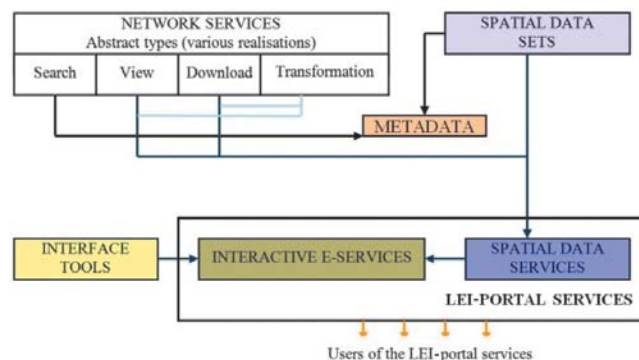 NETWORK SERVICES
Abstract types (various realisations)
Search View Download Transformation
SPATIAL DATA
SETS
METADATA
INTERFACE
TOOLS
INTERACTIVE E-SERVICES
SPATIAL DATA
SERVICES
LEI-PORTAL SERVICES
Users of the LEI-portal services